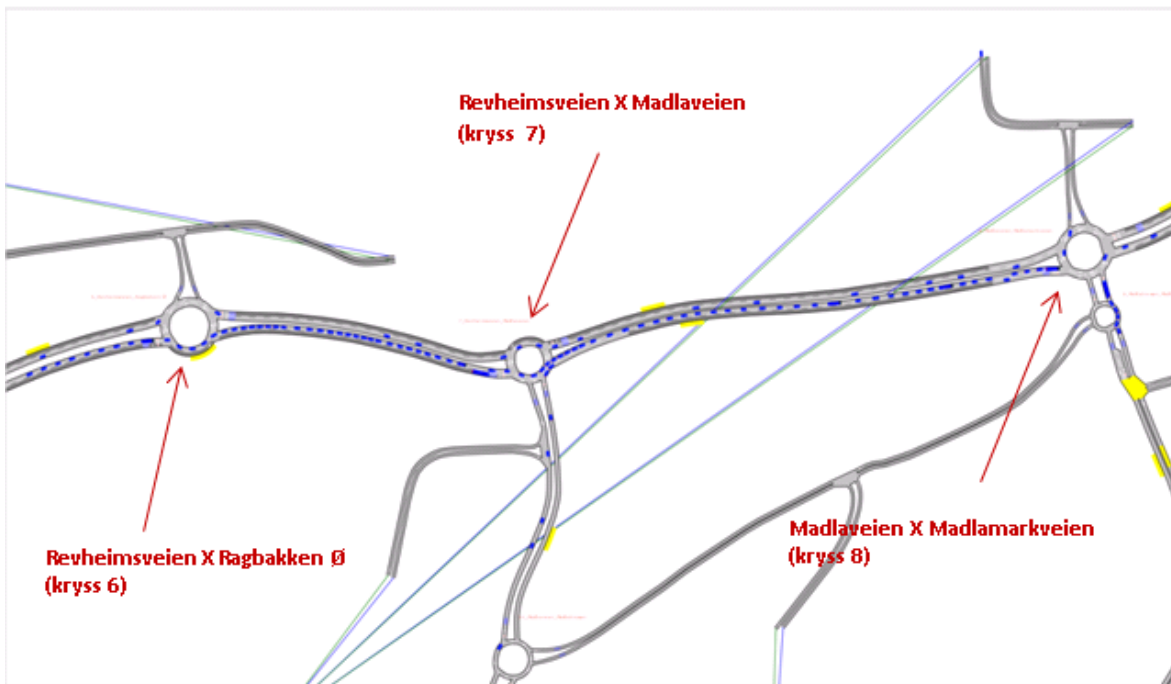 Revheimsveien X Madlaveien
(kryss 7)
Revheimsveien X Ragbakken Ø
(kryss 6)
Madlaveien X Madlamarkveien
(kryss 8)